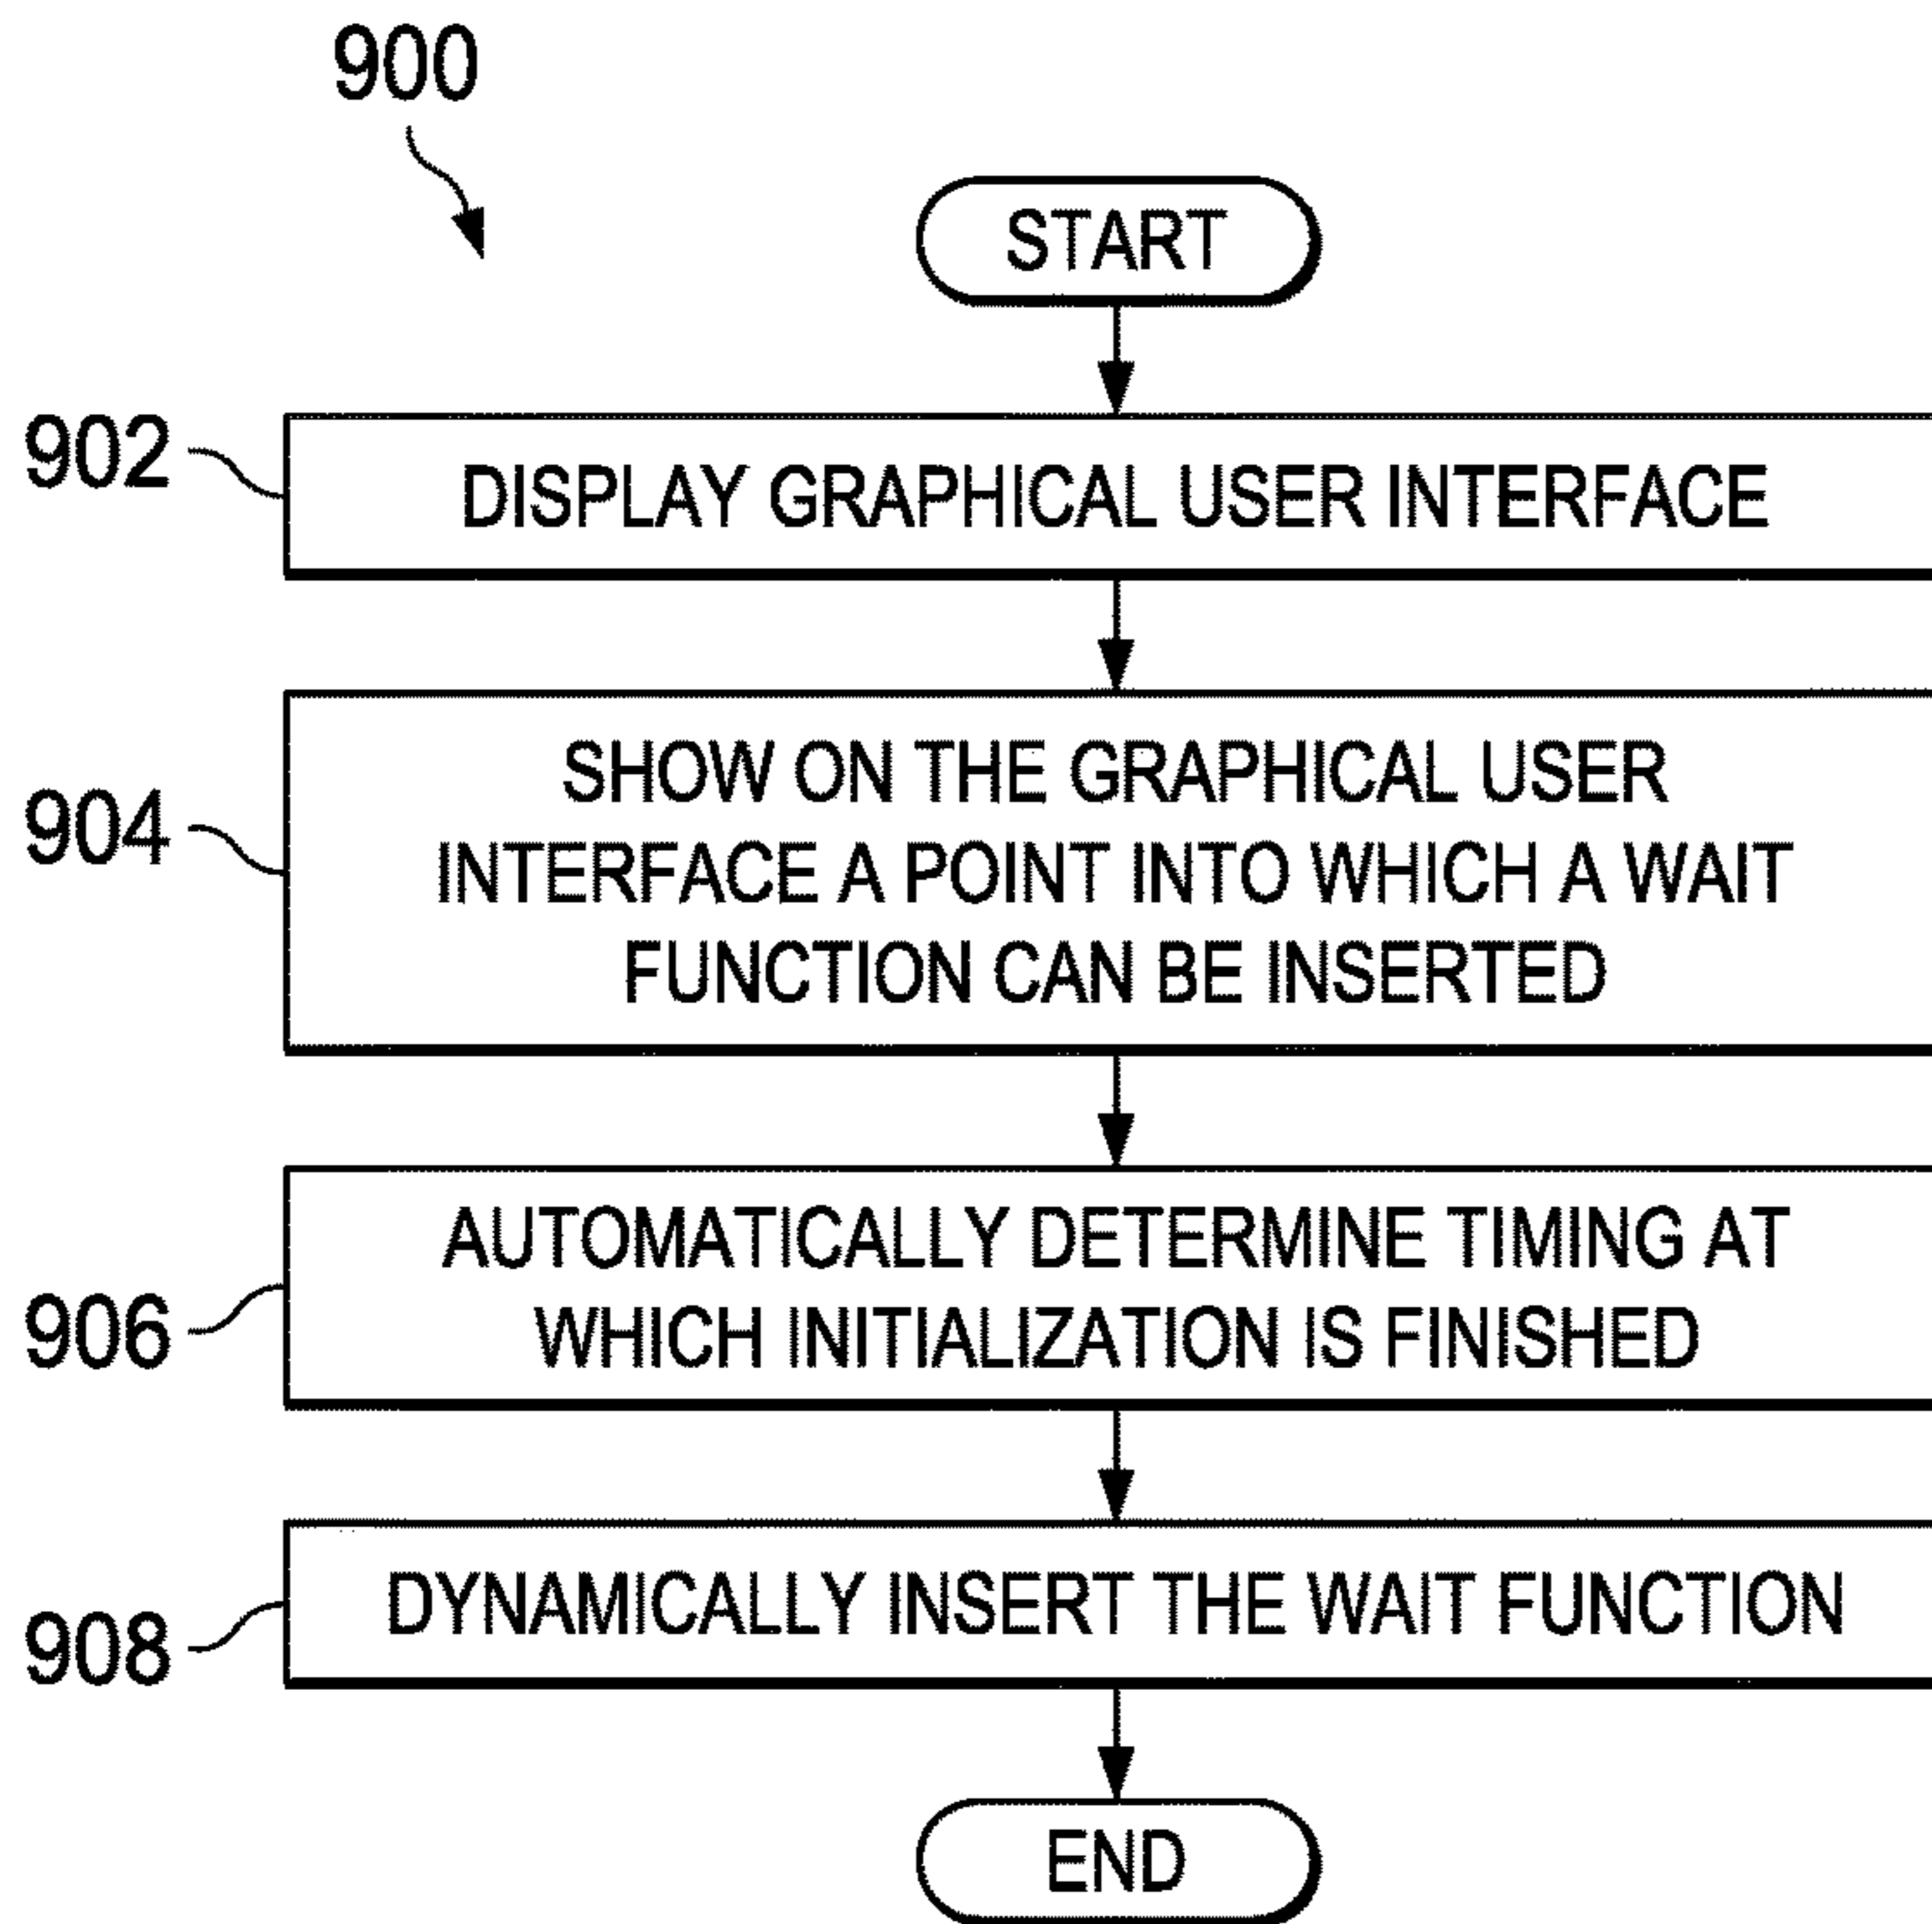 900
START
902
DISPLAY GRAPHICAL USER INTERFACE
904
SHOW ON THE GRAPHICAL USER
INTERFACE A POINT INTO WHICH A WAIT
FUNCTION CAN BE INSERTED
906
AUTOMATICALLY DETERMINE TIMING AT
WHICH INITIALIZATION IS FINISHED
908
DYNAMICALLY INSERT THE WAIT FUNCTION
END